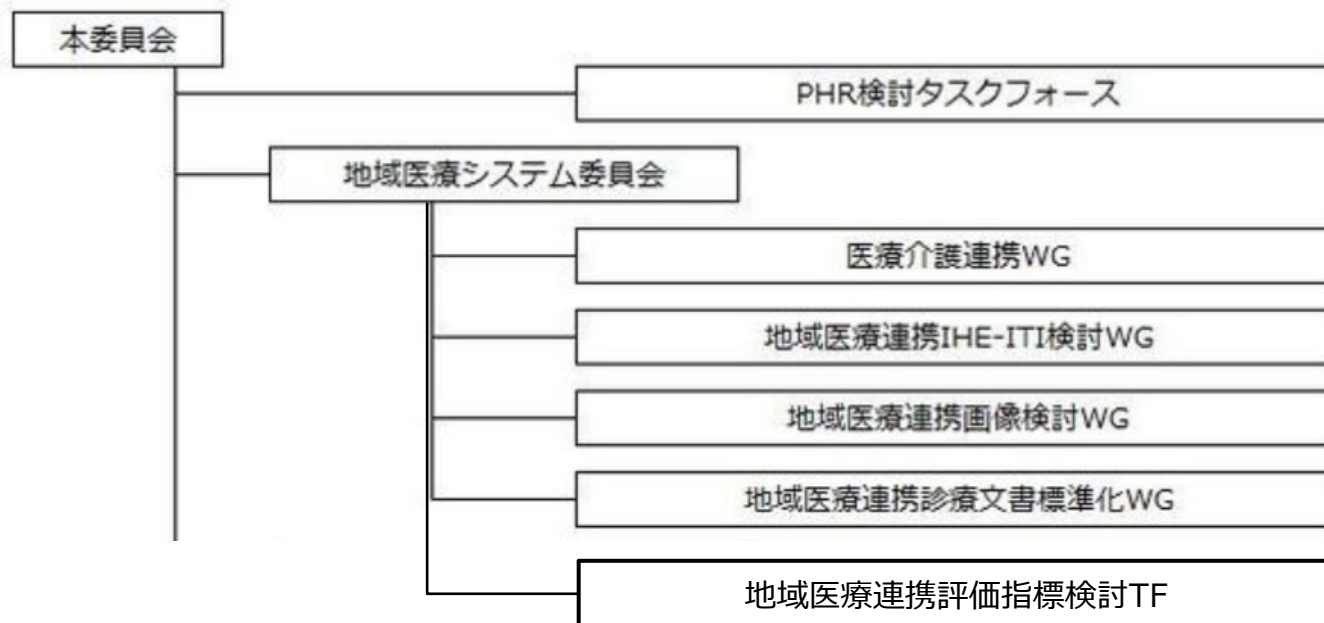 本委員会
PHR検討タスクフォース
地域医療システム委員会
医療介護連携WG
地域医療連携IHE-ITI検討WG
地域医療連携画像検討WG
地域医療連携診療文書標準化WG
地域医療連携評価指標検討TF